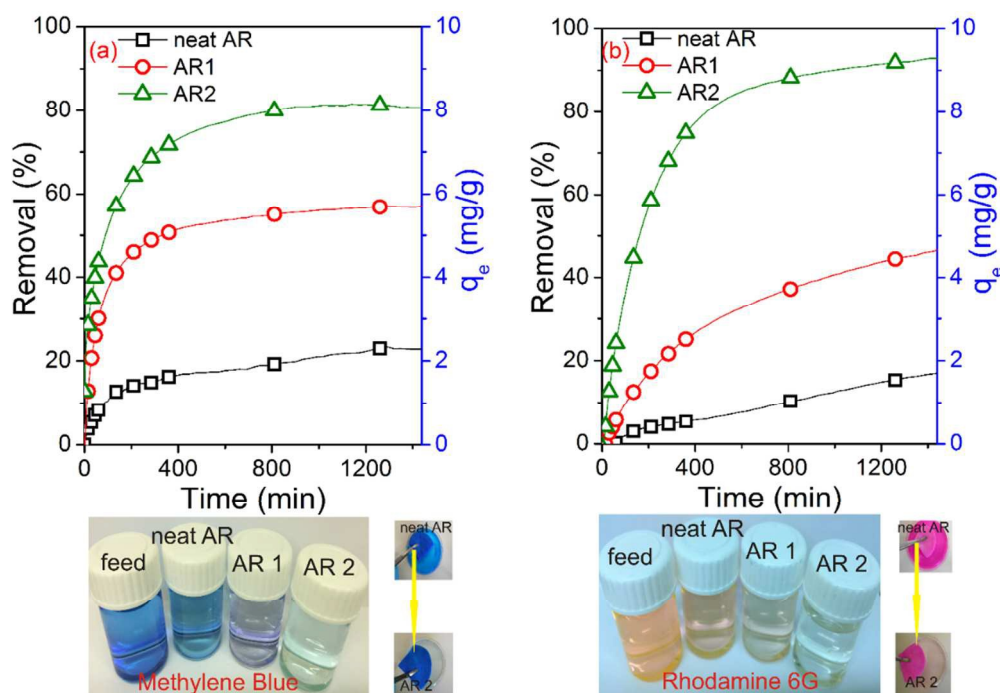 (a)
neat AR
AR1
AR2
Removal (%)
100
80
60
40
20
0
10
8
6
4
2
0
q_e (mg/g)
0
400
800
1200
Time (min)
(b)
neat AR
AR1
AR2
Removal (%)
100
80
60
40
20
0
10
8
6
4
2
0
q_e (mg/g)
0
400
800
1200
Time (min)
feed
neat AR
AR 1
AR 2
Methylene Blue
neat AR
AR 2
feed
neat AR
AR 1
AR 2
Rhodamine 6G
neat AR
AR 2